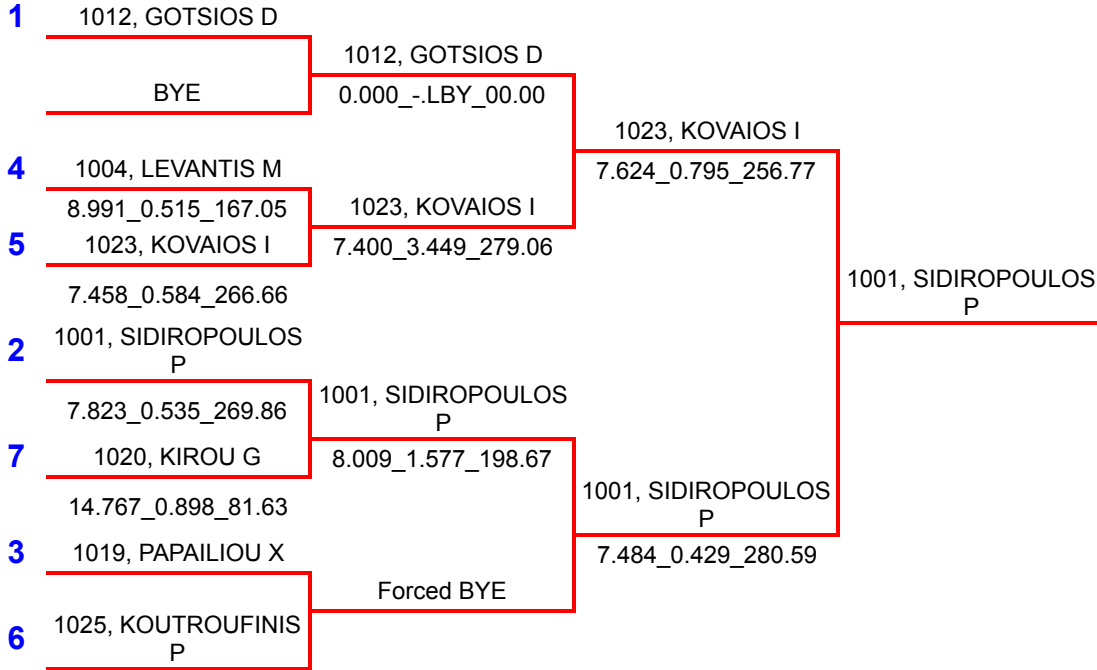 1
1012, GOTSIOS D
BYE
4
1004, LEVANTIS M
8.991_0.515_167.05
5
1023, KOVAIOS I
7.458_0.584_266.66
2
1001, SIDIROPOULOS
P
7.823_0.535_269.86
7
1020, KIROU G
14.767_0.898_81.63
3
1019, PAPAILIOU X
6
1025, KOUTROUFINIS
P
1012, GOTSIOS D
0.000_-.LBY_00.00
1023, KOVAIOS I
7.400_3.449_279.06
1001, SIDIROPOULOS
P
8.009_1.577_198.67
Forced BYE
1023, KOVAIOS I
7.624_0.795_256.77
1001, SIDIROPOULOS
P
7.484_0.429_280.59
1001, SIDIROPOULOS
P